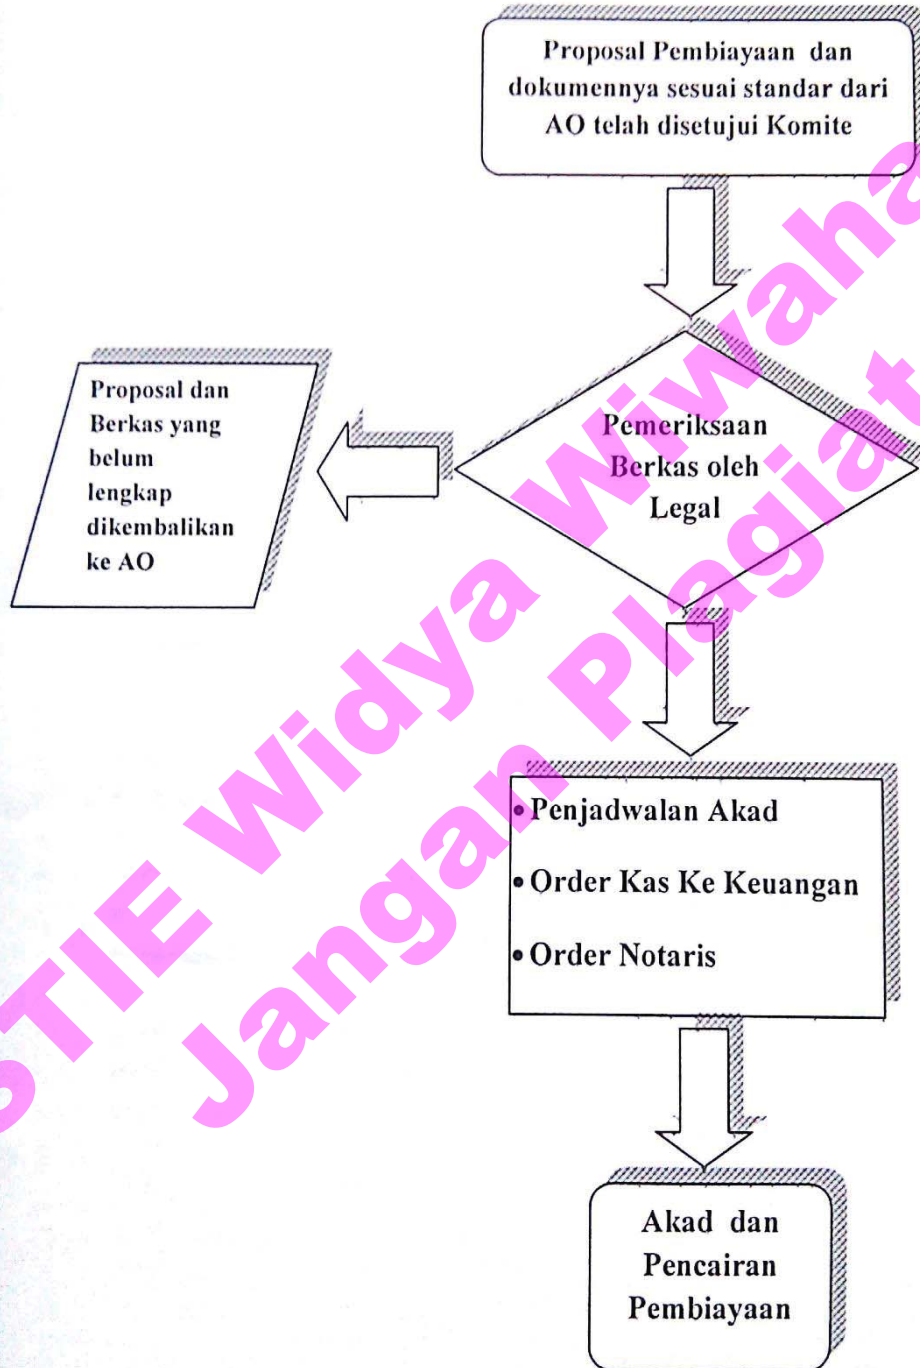 Proposal Pembiayaan dan
dokumennya sesuai standar dari
AO telah disetujui Komite
Pemeriksaan
Berkas oleh
Legal
Proposal dan
Berkas yang
belum
lengkap
dikembalikan
ke AO
• Penjadwalan Akad
• Order Kas Ke Keuangan
• Order Notaris
Akad dan
Pencairan
Pembiayaan
STIE Widya Wiwaha
Jangan Plagiat